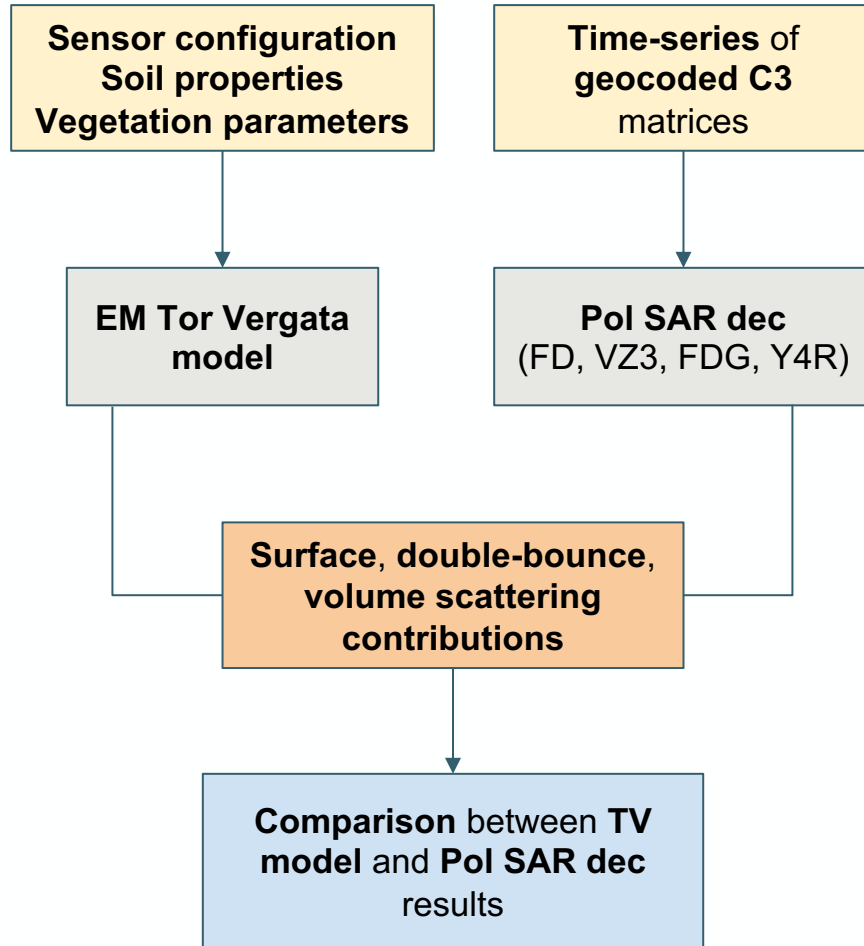 Sensor configuration
Soil properties
Vegetation parameters
Time-series of
geocoded C3
matrices
EM Tor Vergata
model
Pol SAR dec
(FD, VZ3, FDG, Y4R)
Surface, double-bounce,
volume scattering
contributions
Comparison between TV
model and Pol SAR dec
results